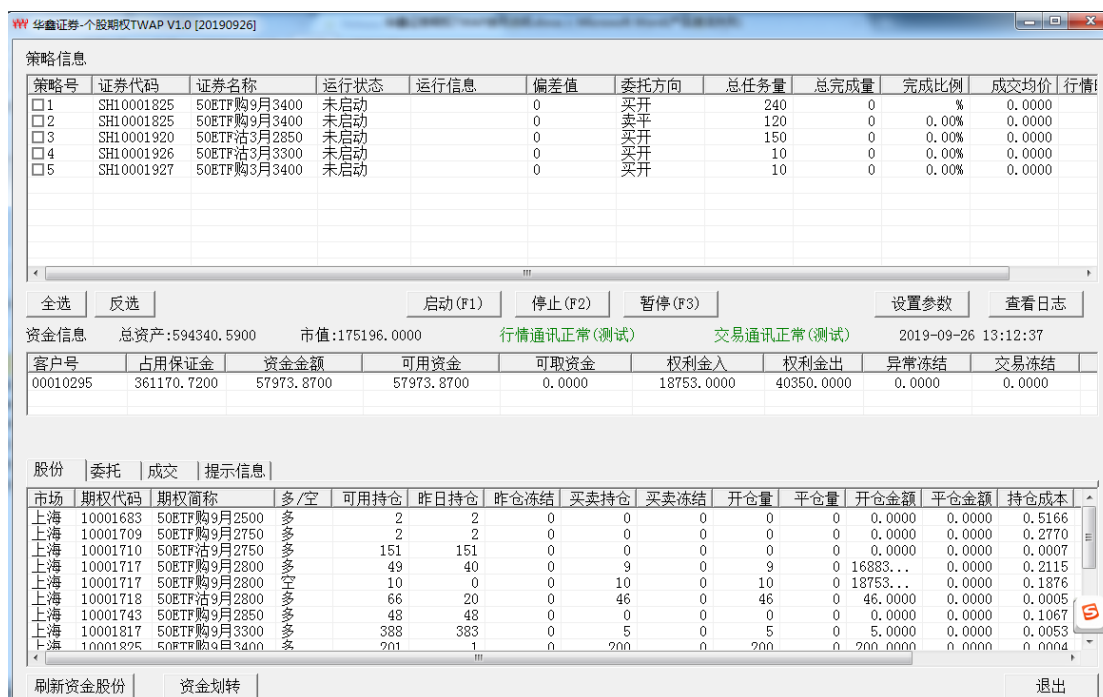 华鑫证券-个股期权TWAP V1.0 [20190926]
策略信息
策略号 证券代码 证券名称 运行状态 运行信息 偏差值 委托方向 总任务量 总完成量 完成比例 成交均价
1 SH10001825 50ETF购9月3400 未启动 0 买开 240 0 % 0.0000
2 SH10001825 50ETF购9月3400 未启动 0 卖平 120 0 0.00% 0.0000
3 SH10001920 50ETF沽3月2850 未启动 0 买开 150 0 0.00% 0.0000
4 SH10001926 50ETF沽3月3300 未启动 0 买开 10 0 0.00% 0.0000
5 SH10001927 50ETF购3月3400 未启动 0 买开 10 0 0.00% 0.0000
全选 反选 启动(F1) 停止(F2) 暂停(F3) 设置参数 查看日志
资金信息 总资产:594340.5900 市值:175196.0000 行情通讯正常(测试) 交易通讯正常(测试) 2019-09-26 13:12:37
客户号 占用保证金 资金金额 可用资金 可取资金 权利金入 权利金出 异常冻结 交易冻结
00010295 361170.7200 57973.8700 57973.8700 0.0000 18753.0000 40350.0000 0.0000 0.0000
股份 委托 成交 提示信息
市场 期权代码 期权简称 多/空 可用持仓 昨日持仓 昨仓冻结 买卖持仓 买卖冻结 开仓量 平仓量 开仓金额 平仓金额 持仓成本
上海 10001683 50ETF购9月2500 多 2 2 0 0 0 0 0 0.0000 0.0000 0.5166
上海 10001709 50ETF购9月2750 多 2 2 0 0 0 0 0 0.0000 0.0000 0.2770
上海 10001710 50ETF沽9月2750 多 151 151 0 0 0 0 0 0.0000 0.0000 0.0007
上海 10001717 50ETF购9月2800 多 49 40 0 9 0 9 0 16883... 0.0000 0.2115
上海 10001717 50ETF购9月2800 空 10 0 0 10 0 10 0 18753... 0.0000 0.1876
上海 10001718 50ETF沽9月2800 多 66 20 0 46 0 46 0 46.0000 0.0000 0.0005
上海 10001743 50ETF购9月2850 多 48 48 0 0 0 0 0 0.0000 0.0000 0.1067
上海 10001817 50ETF购9月3300 多 388 383 0 5 0 5 0 5.0000 0.0000 0.0053
上海 10001825 50ETF购9月3400 多 201 1 0 200 0 200 0 200.0000 0.0000 0.0004
刷新资金股份 资金划转 退出